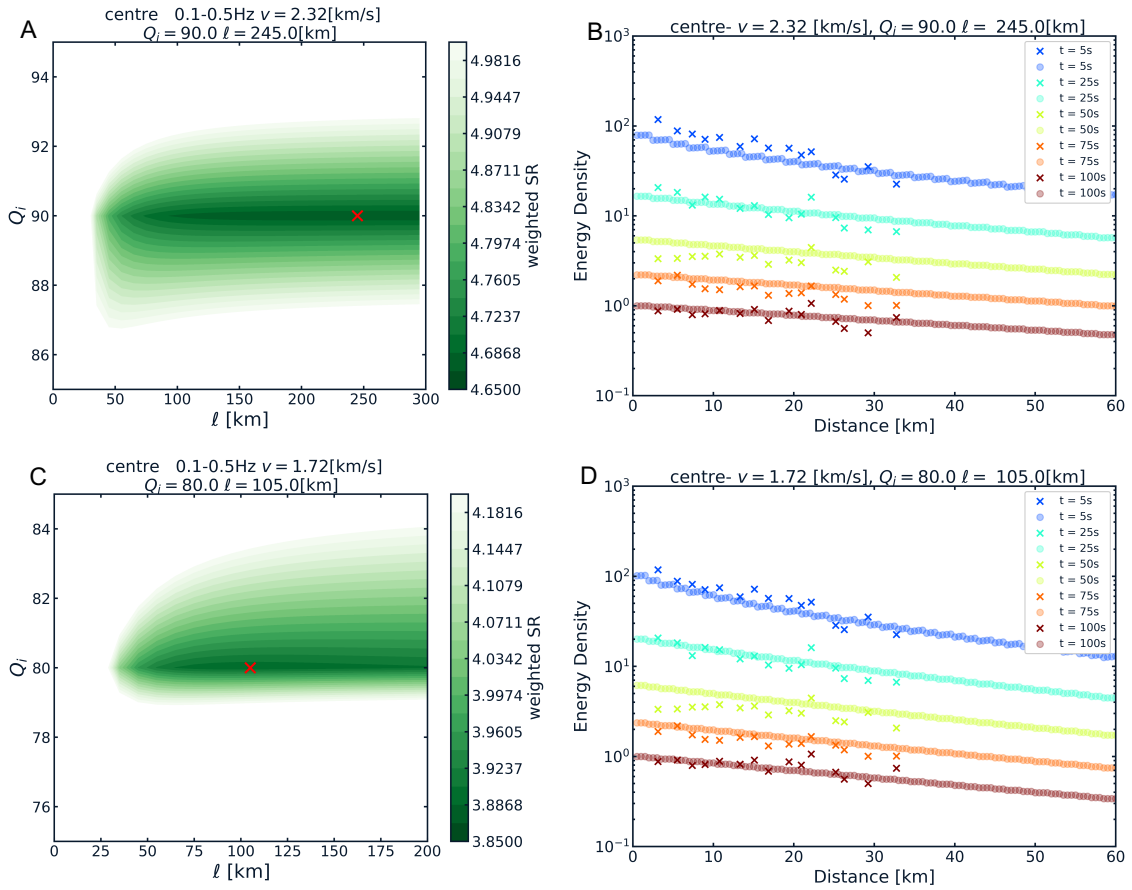 A
centre 0.1-0.5Hz v = 2.32[km/s]
Qᵢ = 90.0 ℓ = 245.0[km]
94
92
90
88
86
Qᵢ
0 50 100 150 200 250 300
ℓ [km]
4.9816
4.9447
4.9079
4.8711
4.8342
4.7974
4.7605
4.7237
4.6868
4.6500
weighted SR
B
centre- v = 2.32 [km/s], Qᵢ = 90.0 ℓ = 245.0[km]
10³
10²
10¹
10⁰
10⁻¹
Energy Density
0 10 20 30 40 50 60
Distance [km]
t = 5s
t = 5s
t = 25s
t = 25s
t = 50s
t = 50s
t = 75s
t = 75s
t = 100s
t = 100s
C
centre 0.1-0.5Hz v = 1.72[km/s]
Qᵢ = 80.0 ℓ = 105.0[km]
84
82
80
78
76
Qᵢ
0 25 50 75 100 125 150 175 200
ℓ [km]
4.1816
4.1447
4.1079
4.0711
4.0342
3.9974
3.9605
3.9237
3.8868
3.8500
weighted SR
D
centre- v = 1.72 [km/s], Qᵢ = 80.0 ℓ = 105.0[km]
10³
10²
10¹
10⁰
10⁻¹
Energy Density
0 10 20 30 40 50 60
Distance [km]
t = 5s
t = 5s
t = 25s
t = 25s
t = 50s
t = 50s
t = 75s
t = 75s
t = 100s
t = 100s